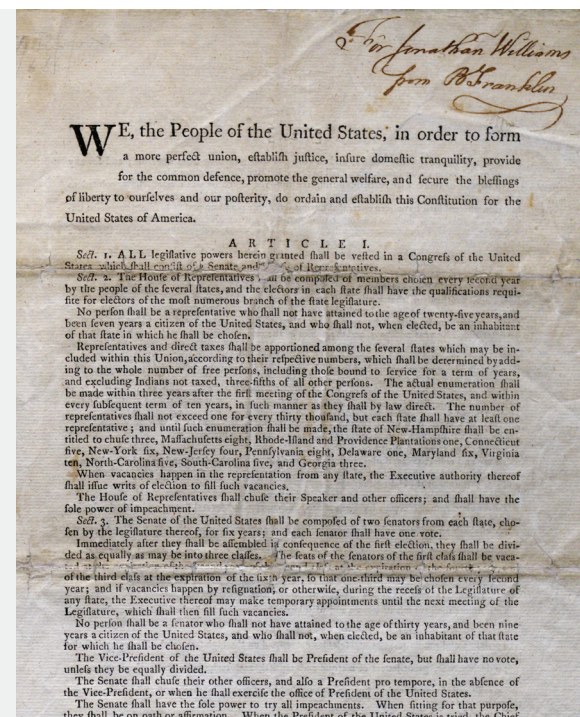 For Jonathan Williams
from B Franklin
WE, the People of the United States, in order to form
a more perfect union, eſtabliſh juſtice, inſure domeſtic tranquility, provide
for the common defence, promote the general welfare, and ſecure the bleſſings
of liberty to ourſelves and our poſterity, do ordain and eſtabliſh this Conſtitution for the
United States of America.
ARTICLE I.
Sect. 1. ALL legiſlative powers herein granted ſhall be veſted in a Congreſs of the United
States, which ſhall conſiſt of a Senate and of Repreſentatives.
Sect. 2. The Houſe of Repreſentatives be compoſed of members choſen every ſecond year
by the people of the ſeveral ſtates, and the electors in each ſtate ſhall have the qualifications requi-
ſite for electors of the moſt numerous branch of the ſtate legiſlature.
No perſon ſhall be a repreſentative who ſhall not have attained to the age of twenty-five years, and
been ſeven years a citizen of the United States, and who ſhall not, when elected, be an inhabitant
of that ſtate in which he ſhall be choſen.
Repreſentatives and direct taxes ſhall be apportioned among the ſeveral ſtates which may be in-
cluded within this Union, according to their reſpective numbers, which ſhall be determined by add-
ing to the whole number of free perſons, including thoſe bound to ſervice for a term of years,
and excluding Indians not taxed, three-fifths of all other perſons. The actual enumeration ſhall
be made within three years after the firſt meeting of the Congreſs of the United States, and within
every ſubſequent term of ten years, in ſuch manner as they ſhall by law direct. The number of
repreſentatives ſhall not exceed one for every thirty thouſand, but each ſtate ſhall have at leaſt one
repreſentative ; and until ſuch enumeration ſhall be made, the ſtate of New-Hampſhire ſhall be en-
titled to chuſe three, Maſſachuſetts eight, Rhode-Iſland and Providence Plantations one, Connecticut
five, New-York ſix, New-Jerſey four, Pennſylvania eight, Delaware one, Maryland ſix, Virginia
ten, North-Carolina five, South-Carolina five, and Georgia three.
When vacancies happen in the repreſentation from any ſtate, the Executive authority thereof
ſhall iſſue writs of election to fill ſuch vacancies.
The Houſe of Repreſentatives ſhall chuſe their Speaker and other officers; and ſhall have the
ſole power of impeachment.
Sect. 3. The Senate of the United States ſhall be compoſed of two ſenators from each ſtate, cho-
ſen by the legiſlature thereof, for ſix years; and each ſenator ſhall have one vote.
Immediately after they ſhall be aſſembled in conſequence of the firſt election, they ſhall be divi-
ded as equally as may be into three claſſes. The ſeats of the ſenators of the firſt claſs ſhall be vaca-
of the third claſs at the expiration of the ſixth year, ſo that one-third may be choſen every ſecond
year; and if vacancies happen by reſignation, or otherwiſe, during the receſs of the Legiſlature of
any ſtate, the Executive thereof may make temporary appointments until the next meeting of the
Legiſlature, which ſhall then fill ſuch vacancies.
No perſon ſhall be a ſenator who ſhall not have attained to the age of thirty years, and been nine
years a citizen of the United States, and who ſhall not, when elected, be an inhabitant of that ſtate
for which he ſhall be choſen.
The Vice-Preſident of the United States ſhall be Preſident of the ſenate, but ſhall have no vote,
unleſs they be equally divided.
The Senate ſhall chuſe their other officers, and alſo a Preſident pro tempore, in the abſence of
the Vice-Preſident, or when he ſhall exerciſe the office of Preſident of the United States.
The Senate ſhall have the ſole power to try all impeachments. When ſitting for that purpoſe,
they ſhall be on oath or affirmation. When the Preſident of the United States is tried, the Chief